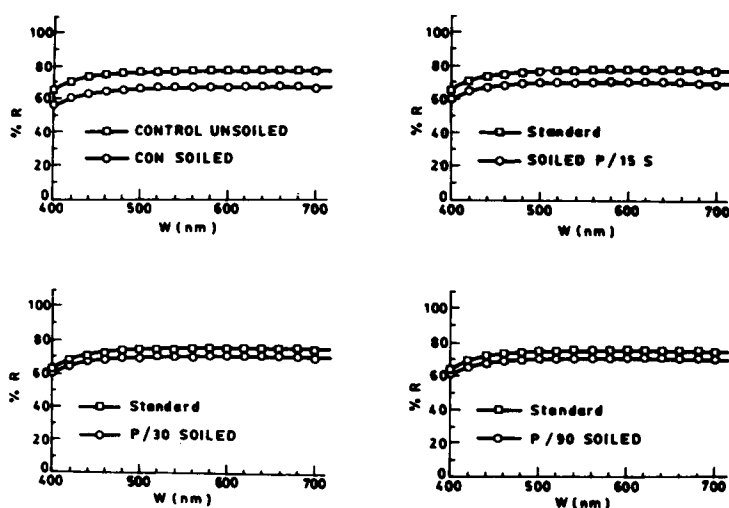 100
80
60
40
20
0
% R
CONTROL UNSOILED
CON SOILED
400 500 600 700
W (nm)
100
80
60
40
20
0
% R
Standard
SOILED P/15 S
400 500 600 700
W (nm)
100
80
60
40
20
% R
Standard
P/30 SOILED
400 500 600 700
W (nm)
100
80
60
40
20
% R
Standard
P/90 SOILED
400 500 600 700
W (nm)